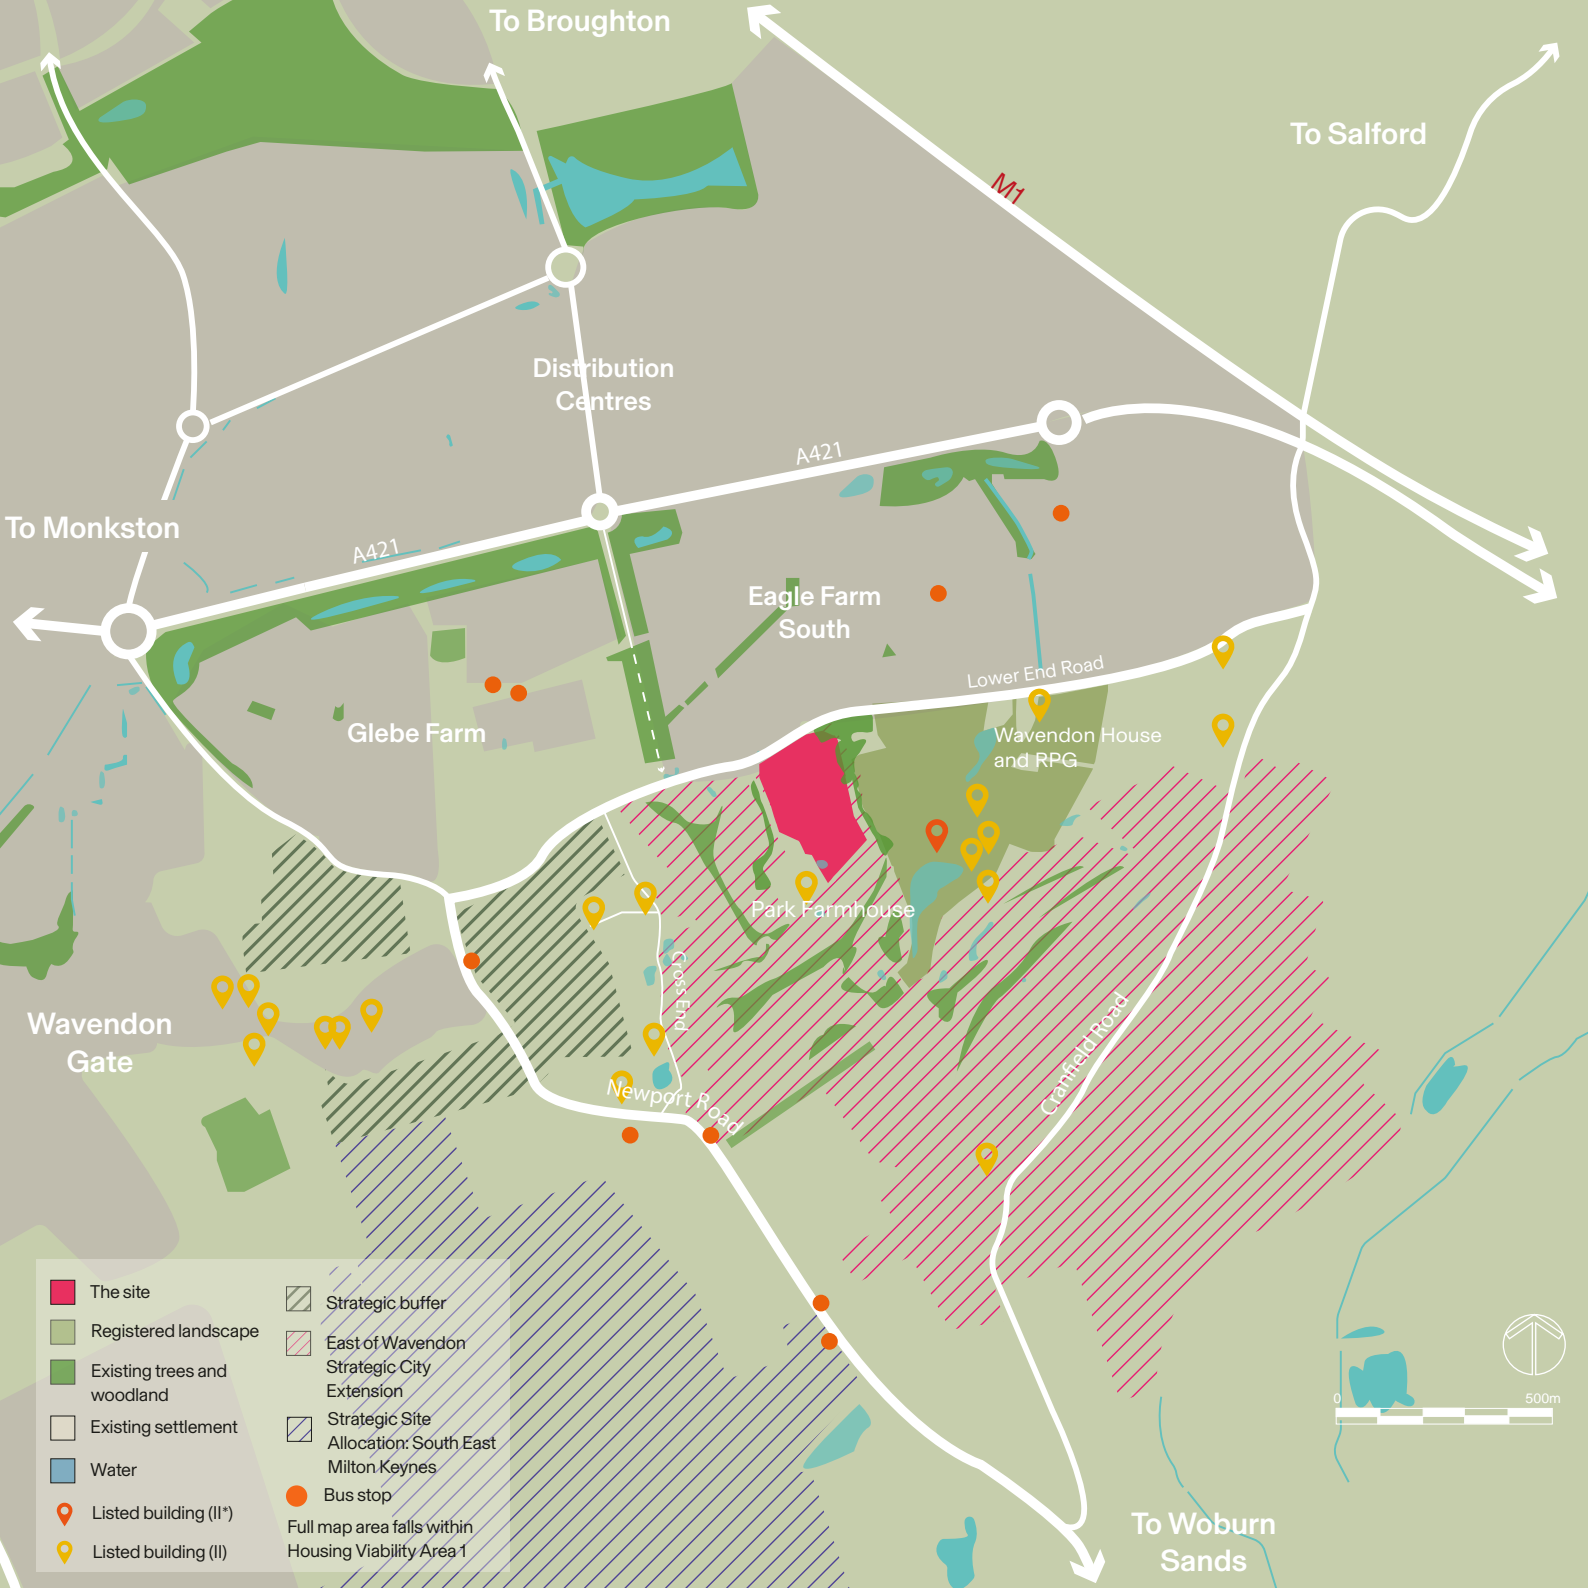 To Broughton
To Salford
M1
Distribution
Centres
A421
To Monkston
A421
Eagle Farm
South
Lower End Road
Glebe Farm
Wavendon House
and RPG
Park Farmhouse
Cross End
Wavendon
Gate
Cranfield Road
Newport Road
The site
Registered landscape
Existing trees and
woodland
Existing settlement
Water
Listed building (II*)
Listed building (II)
Strategic buffer
East of Wavendon
Strategic City
Extension
Strategic Site
Allocation: South East
Milton Keynes
Bus stop
Full map area falls within
Housing Viability Area 1
0
500m
To Woburn
Sands